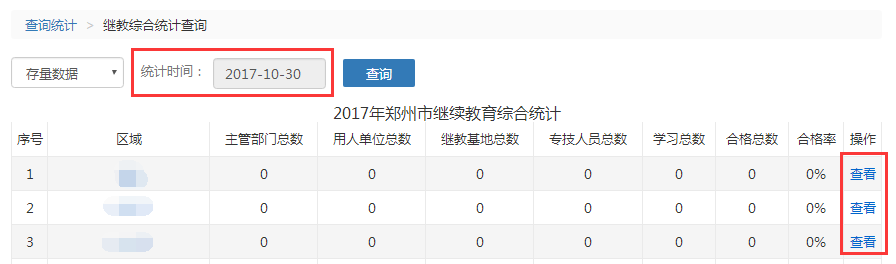 查询统计 > 继教综合统计查询
存量数据 统计时间： 2017-10-30 查询
2017年郑州市继续教育综合统计
序号 区域 主管部门总数 用人单位总数 继教基地总数 专技人员总数 学习总数 合格总数 合格率 操作
1 0 0 0 0 0 0 0% 查看
2 0 0 0 0 0 0 0% 查看
3 0 0 0 0 0 0 0% 查看